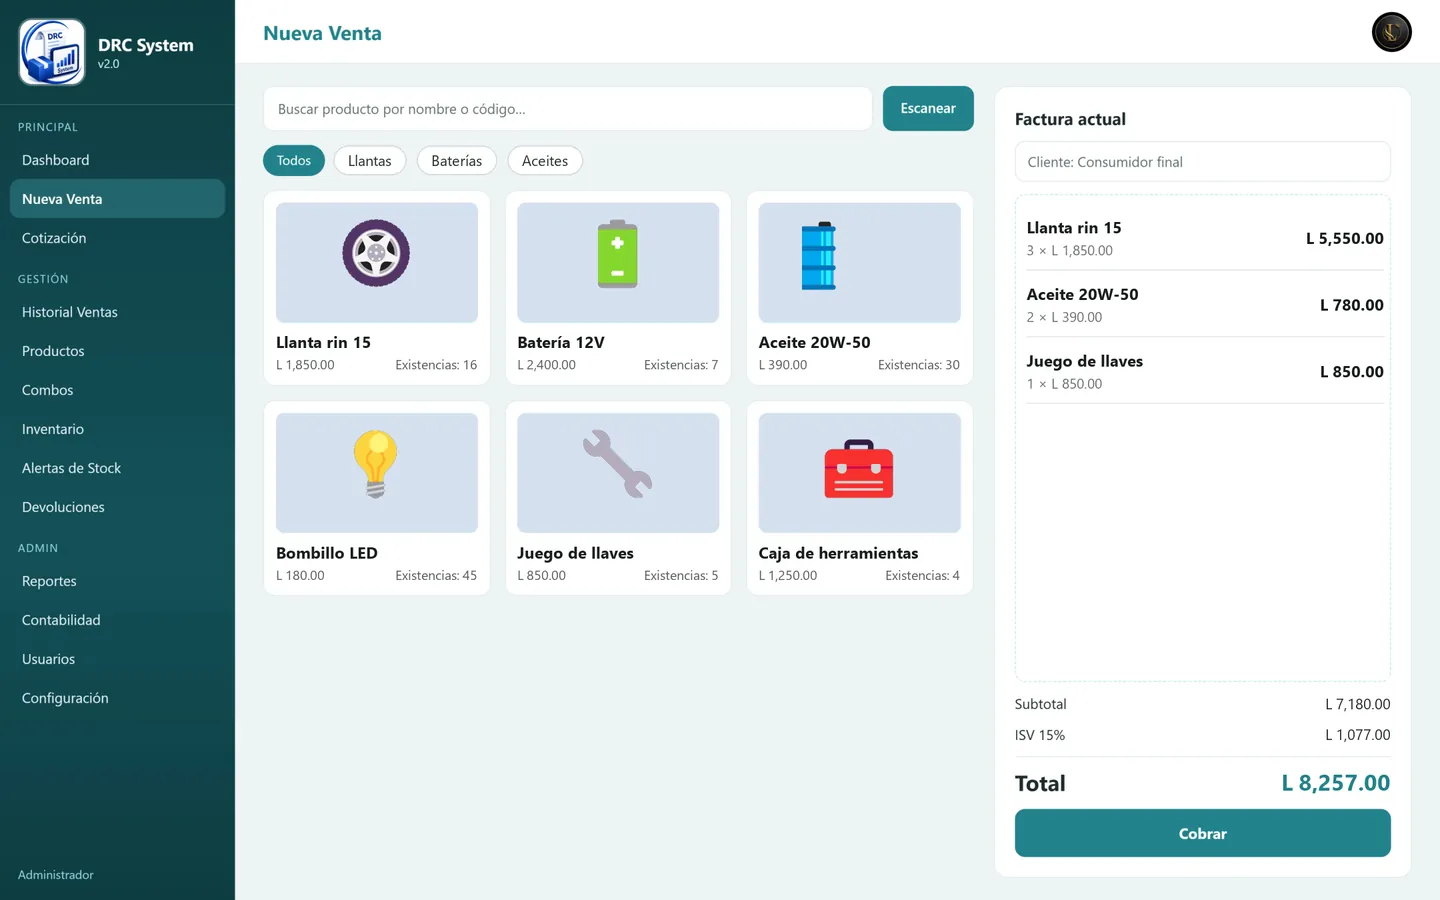 DRC
System
DRC System
v2.0
PRINCIPAL
Dashboard
Nueva Venta
Cotización
GESTIÓN
Historial Ventas
Productos
Combos
Inventario
Alertas de Stock
Devoluciones
ADMIN
Reportes
Contabilidad
Usuarios
Configuración
Administrador
Nueva Venta
Buscar producto por nombre o código...
Escanear
Todos
Llantas
Baterías
Aceites
Llanta rin 15
L 1,850.00 Existencias: 16
Batería 12V
L 2,400.00 Existencias: 7
Aceite 20W-50
L 390.00 Existencias: 30
Bombillo LED
L 180.00 Existencias: 45
Juego de llaves
L 850.00 Existencias: 5
Caja de herramientas
L 1,250.00 Existencias: 4
Factura actual
Cliente: Consumidor final
Llanta rin 15
3 × L 1,850.00
L 5,550.00
Aceite 20W-50
2 × L 390.00
L 780.00
Juego de llaves
1 × L 850.00
L 850.00
Subtotal L 7,180.00
ISV 15% L 1,077.00
Total L 8,257.00
Cobrar